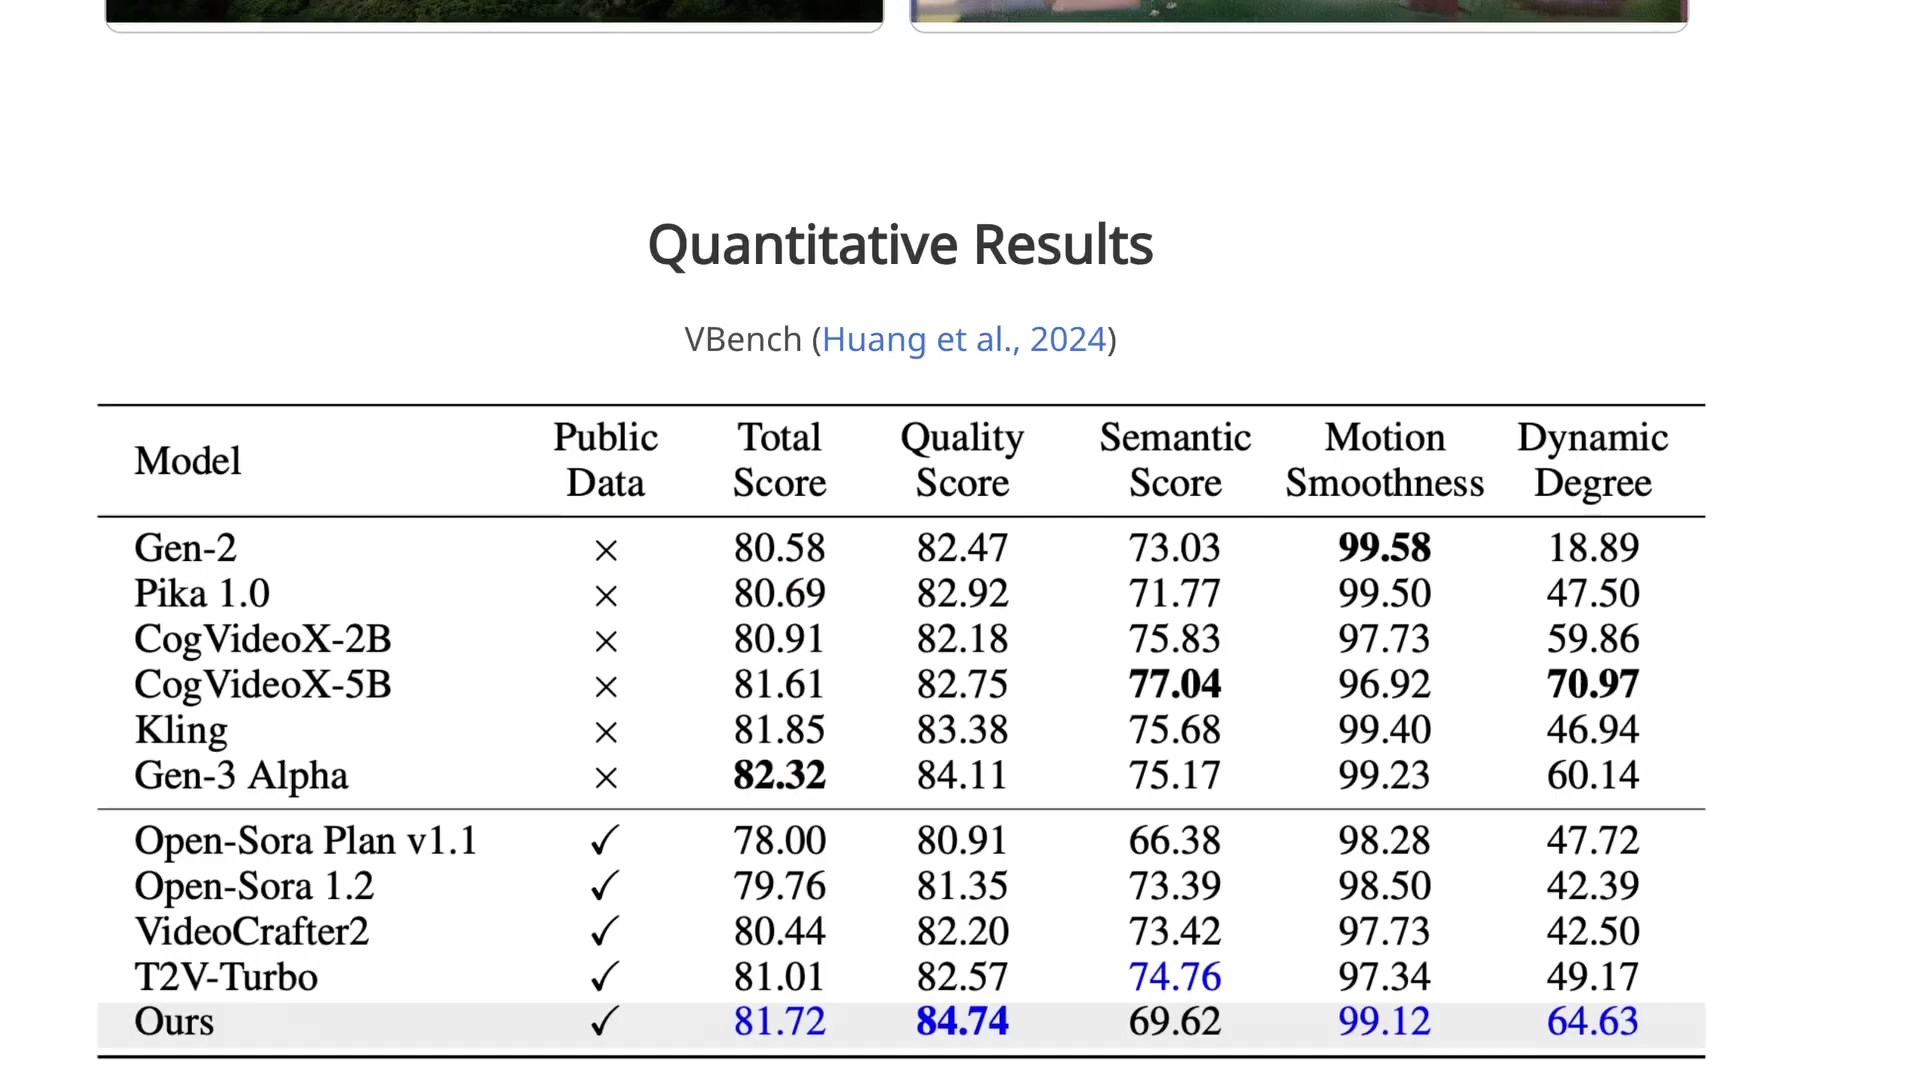 Quantitative Results
VBench (Huang et al., 2024)
Model Public Data Total Score Quality Score Semantic Score Motion Smoothness Dynamic Degree
Gen-2 × 80.58 82.47 73.03 99.58 18.89
Pika 1.0 × 80.69 82.92 71.77 99.50 47.50
CogVideoX-2B × 80.91 82.18 75.83 97.73 59.86
CogVideoX-5B × 81.61 82.75 77.04 96.92 70.97
Kling × 81.85 83.38 75.68 99.40 46.94
Gen-3 Alpha × 82.32 84.11 75.17 99.23 60.14
Open-Sora Plan v1.1 ✓ 78.00 80.91 66.38 98.28 47.72
Open-Sora 1.2 ✓ 79.76 81.35 73.39 98.50 42.39
VideoCrafter2 ✓ 80.44 82.20 73.42 97.73 42.50
T2V-Turbo ✓ 81.01 82.57 74.76 97.34 49.17
Ours ✓ 81.72 84.74 69.62 99.12 64.63